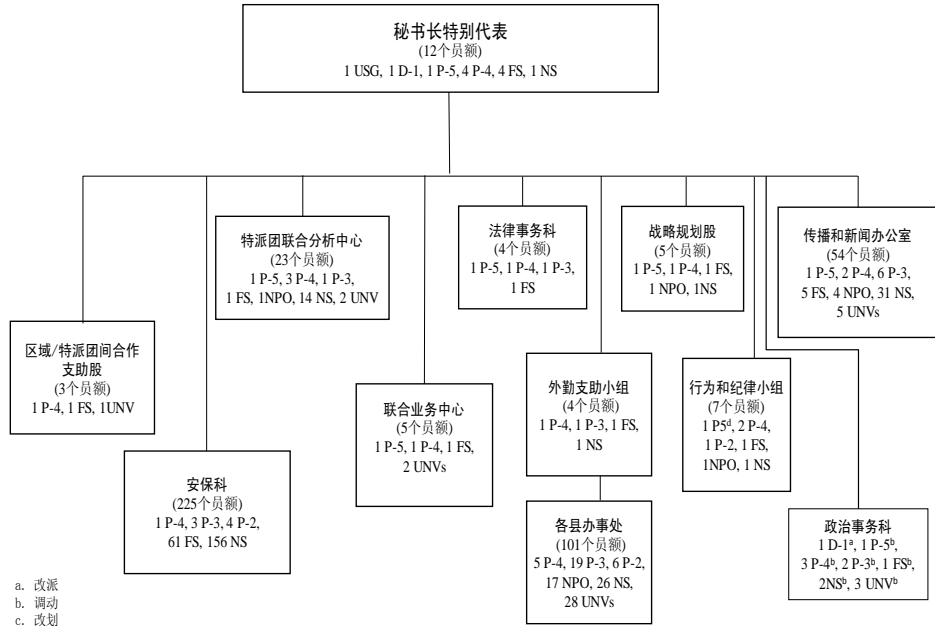 秘书长特别代表
(12个员额)
1 USG, 1 D-1, 1 P-5, 4 P-4, 4 FS, 1 NS
特派团联合分析中心
(23个员额)
1 P-5, 3 P-4, 1 P-3,
1 FS, 1NPO, 14 NS, 2 UNV
法律事务科
(4个员额)
1 P-5, 1 P-4, 1 P-3,
1 FS
战略规划股
(5个员额)
1 P-5, 1 P-4, 1 FS,
1 NPO, 1NS
传播和新闻办公室
(54个员额)
1 P-5, 2 P-4, 6 P-3,
5 FS, 4 NPO, 31 NS,
5 UNVs
区域/特派团间合作
支助股
(3个员额)
1 P-4, 1 FS, 1UNV
联合业务中心
(5个员额)
1 P-5, 1 P-4, 1 FS,
2 UNVs
外勤支助小组
(4个员额)
1 P-4, 1 P-3, 1 FS,
1 NS
行为和纪律小组
(7个员额)
1 P5ᵈ, 2 P-4,
1 P-2, 1 FS,
1NPO, 1 NS
安保科
(225个员额)
1 P-4, 3 P-3, 4 P-2,
61 FS, 156 NS
各县办事处
(101个员额)
5 P-4, 19 P-3, 6 P-2,
17 NPO, 26 NS,
28 UNVs
政治事务科
1 D-1ᵃ, 1 P-5ᵇ,
3 P-4ᵇ, 2 P-3ᵇ, 1 FSᵇ,
2NSᵇ, 3 UNVᵇ
a. 改派
b. 调动
c. 改划